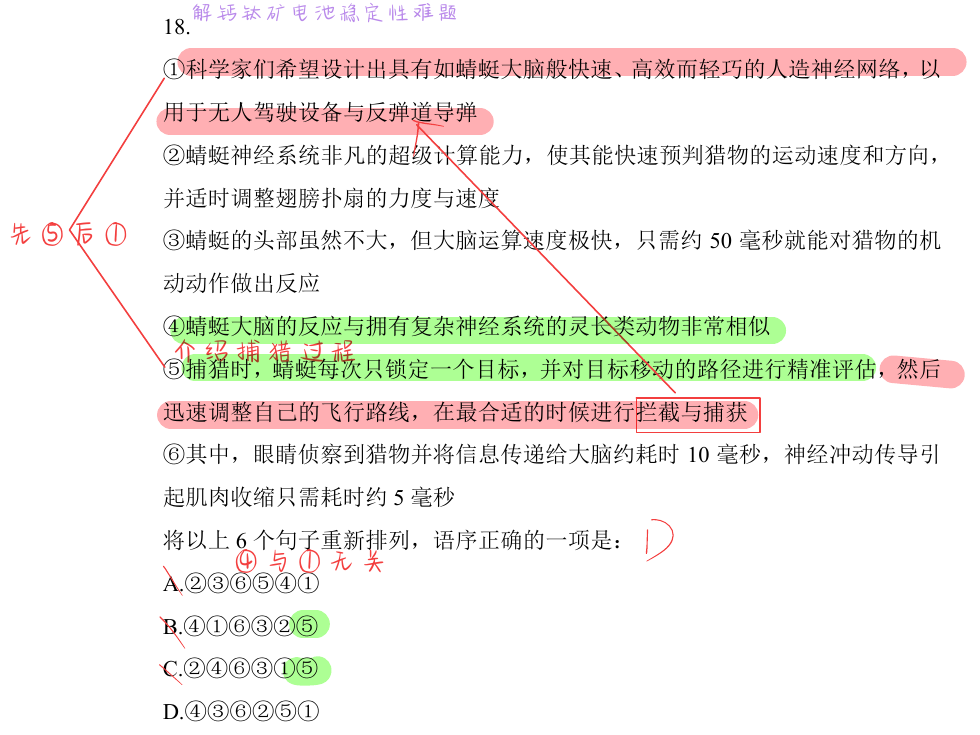 解钙钛矿电池稳定性难题
18.
①科学家们希望设计出具有如蜻蜓大脑般快速、高效而轻巧的人造神经网络，以
用于无人驾驶设备与反弹道导弹
②蜻蜓神经系统非凡的超级计算能力，使其能快速预判猎物的运动速度和方向，
并适时调整翅膀扑扇的力度与速度
先⑤后①
③蜻蜓的头部虽然不大，但大脑运算速度极快，只需约 50 毫秒就能对猎物的机
动动作做出反应
④蜻蜓大脑的反应与拥有复杂神经系统的灵长类动物非常相似
介绍捕猎过程
⑤捕猎时，蜻蜓每次只锁定一个目标，并对目标移动的路径进行精准评估，然后
迅速调整自己的飞行路线，在最合适的时候进行拦截与捕获
⑥其中，眼睛侦察到猎物并将信息传递给大脑约耗时 10 毫秒，神经冲动传导引
起肌肉收缩只需耗时约 5 毫秒
将以上 6 个句子重新排列，语序正确的一项是： D
④与①无关
A.②③⑥⑤④①
B.④①⑥③②⑤
C.②④⑥③①⑤
D.④③⑥②⑤①